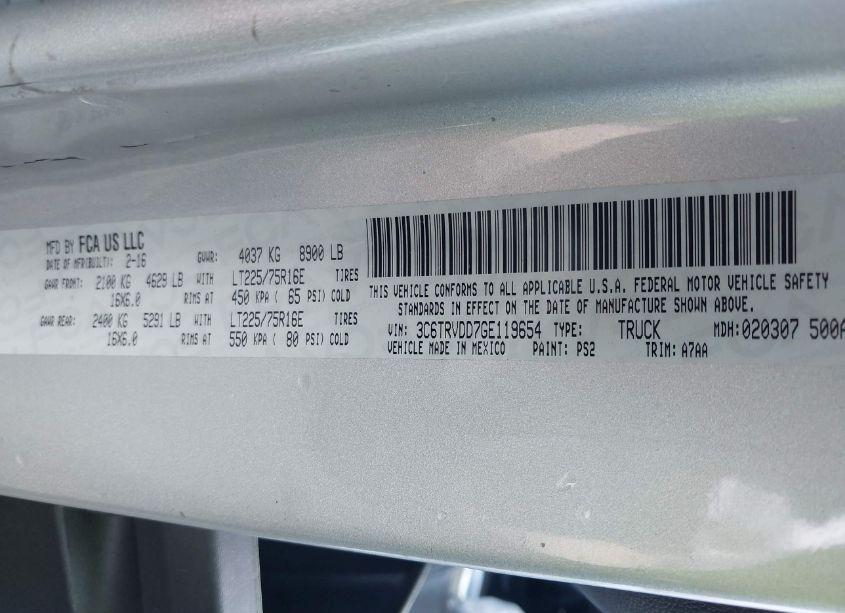 MFD BY FCA US LLC
DATE OF MFR(BUILT): 2-16 GVWR: 4037 KG 8900 LB
GAWR FRONT: 2100 KG 4629 LB WITH LT225/75R16E TIRES
16X6.0 RIMS AT 450 KPA ( 65 PSI) COLD
GAWR REAR: 2400 KG 5291 LB WITH LT225/75R16E TIRES
16X6.0 RIMS AT 550 KPA ( 80 PSI) COLD
THIS VEHICLE CONFORMS TO ALL APPLICABLE U.S.A. FEDERAL MOTOR VEHICLE SAFETY
STANDARDS IN EFFECT ON THE DATE OF MANUFACTURE SHOWN ABOVE.
VIN: 3C6TRVDD7GE119654 TYPE: TRUCK MDH: 020307 500A
VEHICLE MADE IN MEXICO PAINT: PS2 TRIM: A7AA